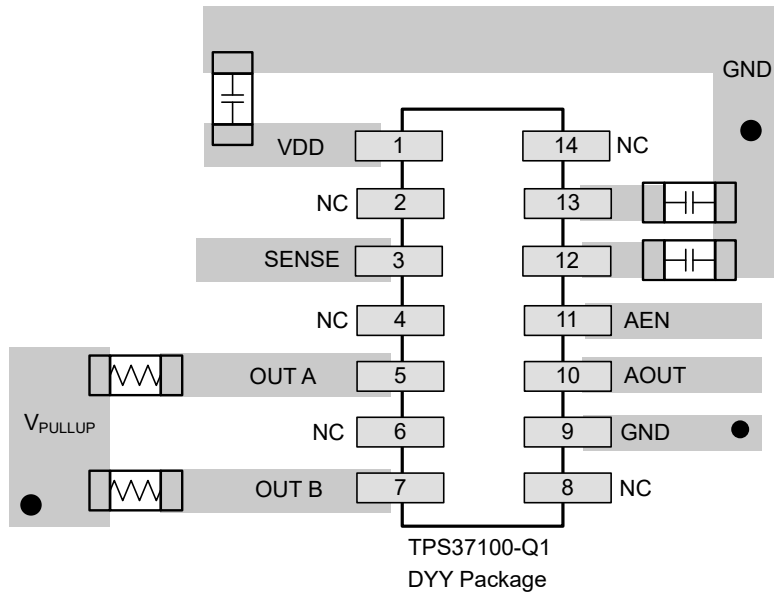 GND
VDD 1 14 NC
NC 2 13
SENSE 3 12
NC 4 11 AEN
OUT A 5 10 AOUT
VPULLUP
NC 6 9 GND
OUT B 7 8 NC
TPS37100-Q1
DYY Package